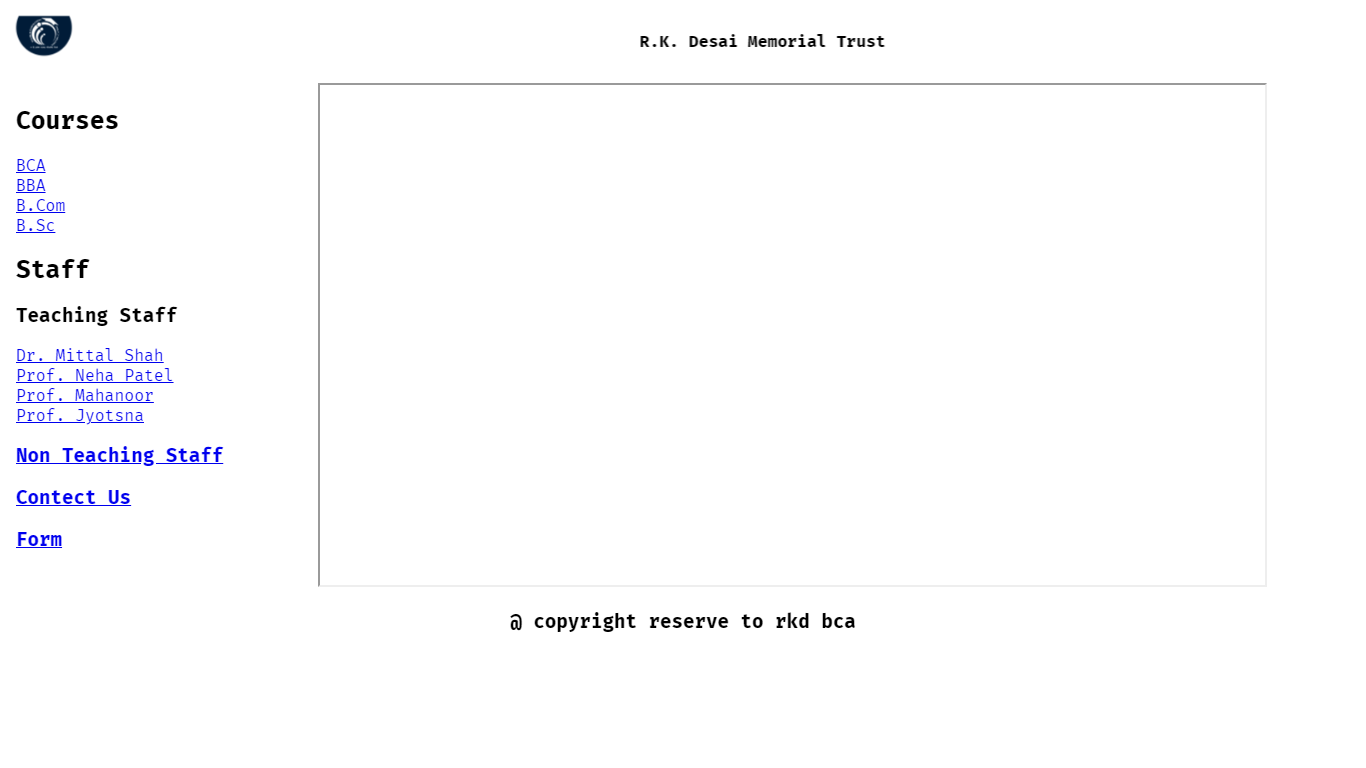 R.K. Desai Memorial Trust
Courses
BCA
BBA
B.Com
B.Sc
Staff
Teaching Staff
Dr. Mittal Shah
Prof. Neha Patel
Prof. Mahanoor
Prof. Jyotsna
Non Teaching Staff
Contect Us
Form
@ copyright reserve to rkd bca